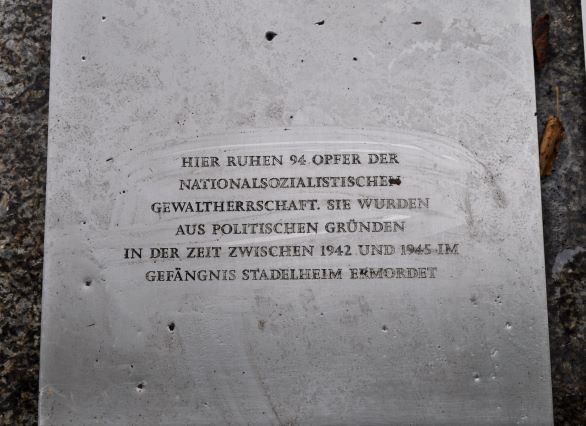 HIER RUHEN 94 OPFER DER
NATIONALSOZIALISTISCHEN
GEWALTHERRSCHAFT. SIE WURDEN
AUS POLITISCHEN GRÜNDEN
IN DER ZEIT ZWISCHEN 1942 UND 1945 IM
GEFÄNGNIS STADELHEIM ERMORDET